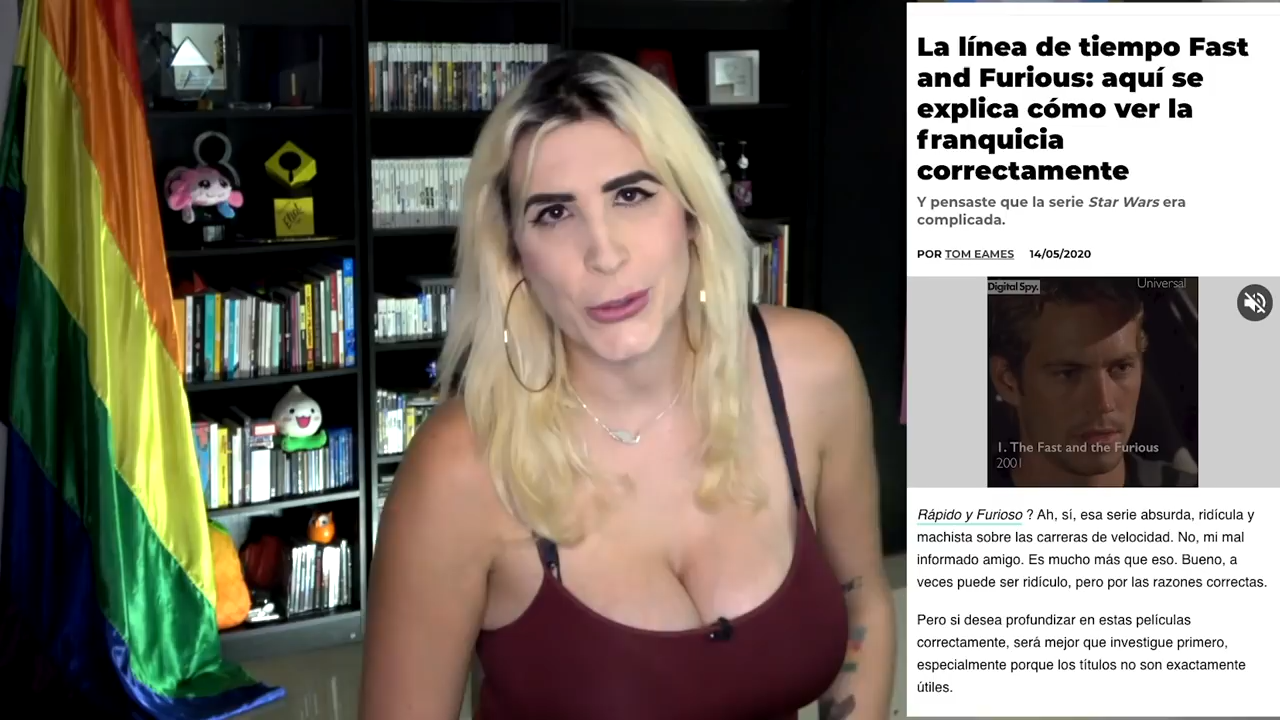 La línea de tiempo Fast
and Furious: aquí se
explica cómo ver la
franquicia
correctamente
Y pensaste que la serie Star Wars era
complicada.
POR TOM EAMES 14/05/2020
Digital Spy.
Universal
1. The Fast and the Furious
2001
Rápido y Furioso ? Ah, sí, esa serie absurda, ridícula y
machista sobre las carreras de velocidad. No, mi mal
informado amigo. Es mucho más que eso. Bueno, a
veces puede ser ridículo, pero por las razones correctas.
Pero si desea profundizar en estas películas
correctamente, será mejor que investigue primero,
especialmente porque los títulos no son exactamente
útiles.